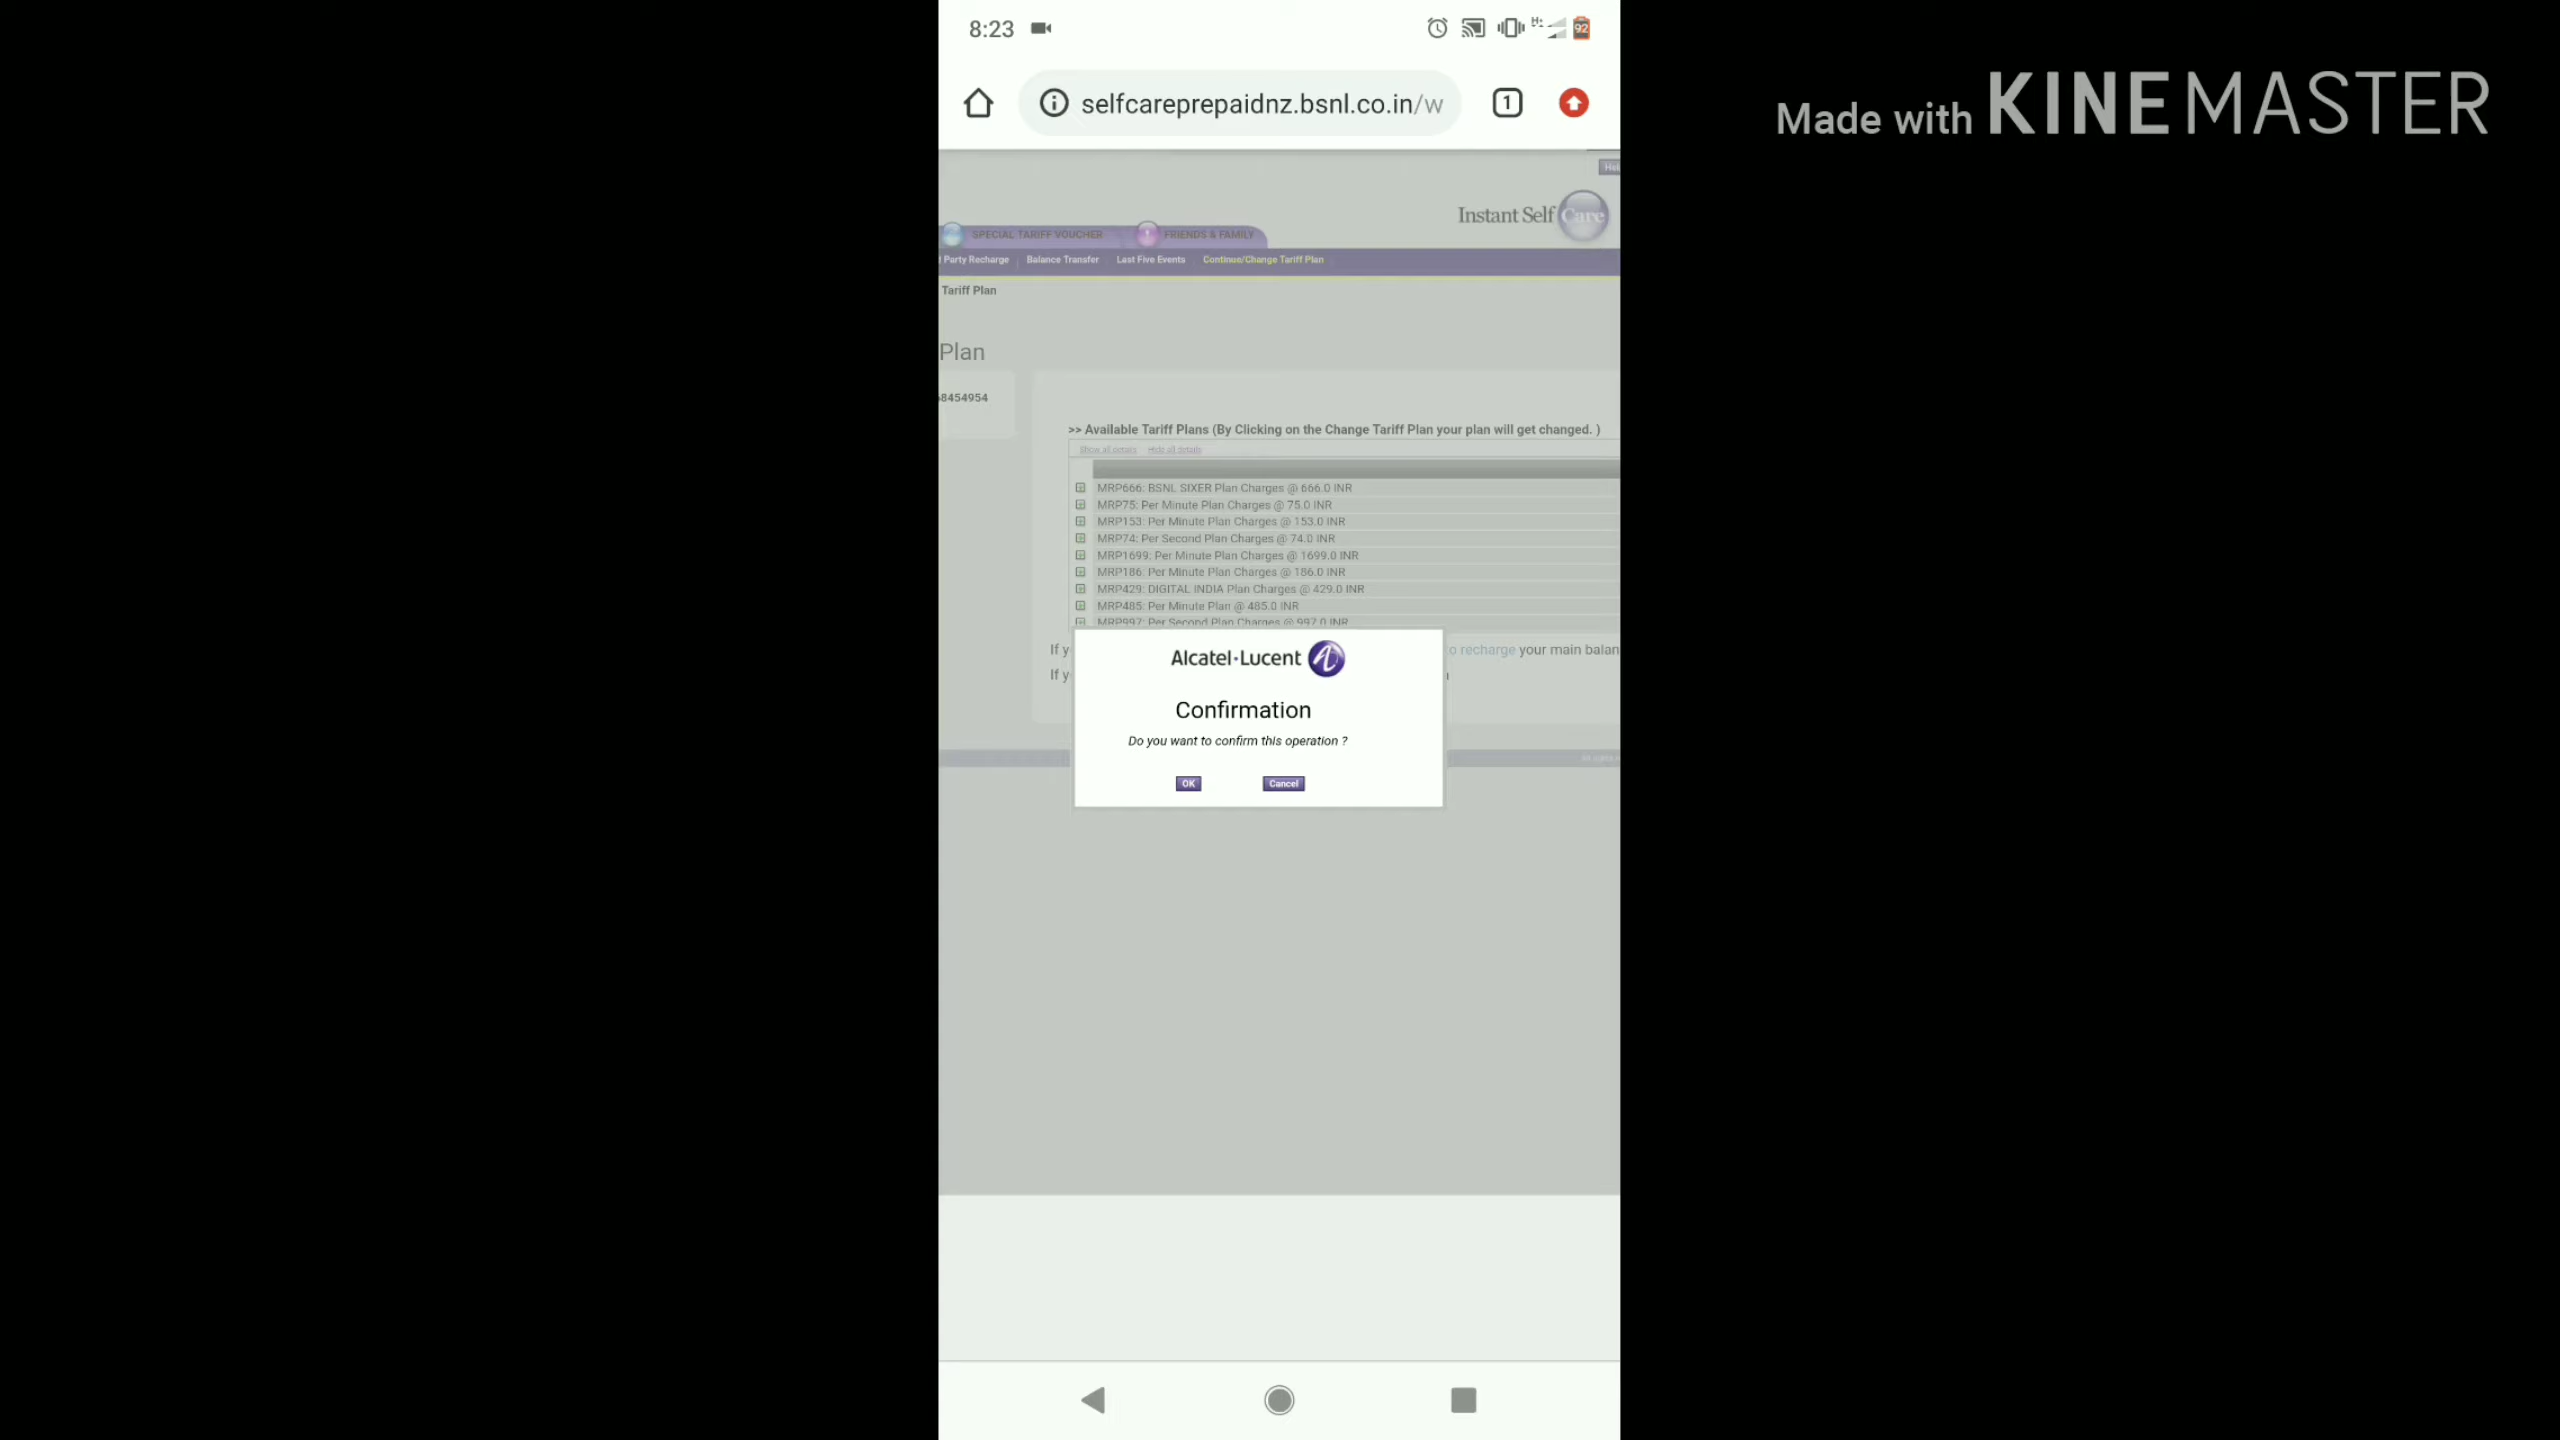 8:23
H+
92
Made with KINEMASTER
selfcareprepaidnz.bsnl.co.in/w
1
Instant Self Care
SPECIAL TARIFF VOUCHER
FRIENDS & FAMILY
Party Recharge
Balance Transfer
Last Five Events
Continue/Change Tariff Plan
Tariff Plan
Plan
8454954
>> Available Tariff Plans (By Clicking on the Change Tariff Plan your plan will get changed. )
Show all details Hide all details
MRP666: BSNL SIXER Plan Charges @ 666.0 INR
MRP75: Per Minute Plan Charges @ 75.0 INR
MRP153: Per Minute Plan Charges @ 153.0 INR
MRP74: Per Second Plan Charges @ 74.0 INR
MRP1699: Per Minute Plan Charges @ 1699.0 INR
MRP186: Per Minute Plan Charges @ 186.0 INR
MRP429: DIGITAL INDIA Plan Charges @ 429.0 INR
MRP485: Per Minute Plan @ 485.0 INR
MRP997: Per Second Plan Charges @ 997.0 INR
If y
o recharge your main balan
If y
Alcatel·Lucent
Confirmation
Do you want to confirm this operation ?
OK
Cancel